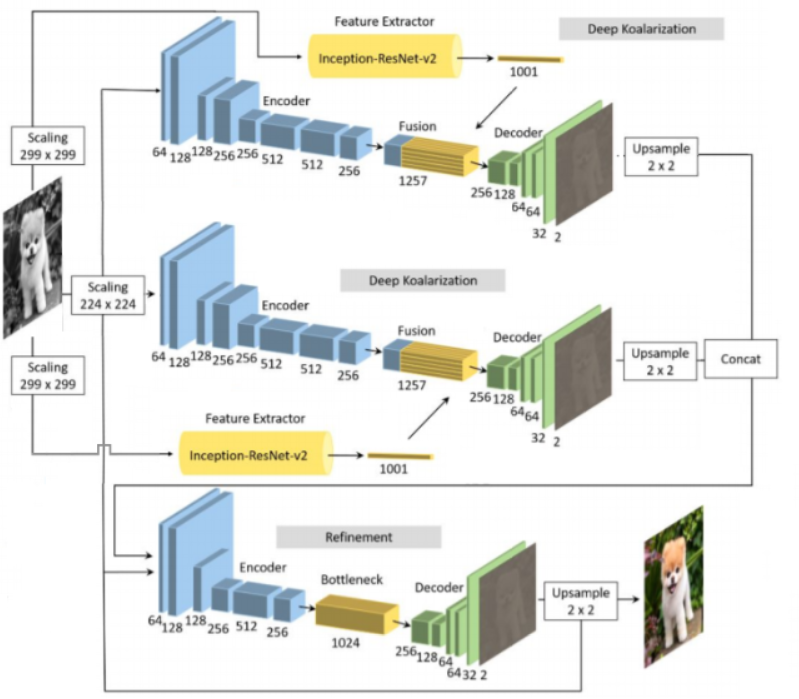 Feature Extractor
Deep Koalarization
Inception-ResNet-v2
1001
Scaling
299 x 299
Encoder
64 128 128 256 256 512 512 256
Fusion
1257
Decoder
256 128 64 64 32 2
Upsample
2 x 2
Scaling
224 x 224
Deep Koalarization
Encoder
64 128 128 256 256 512 512 256
Fusion
1257
Decoder
256 128 64 64 32 2
Upsample
2 x 2
Concat
Scaling
299 x 299
Feature Extractor
Inception-ResNet-v2
1001
Refinement
Encoder
64 128 128 256 512 256
Bottleneck
1024
Decoder
256 128 64 64 32 2
Upsample
2 x 2